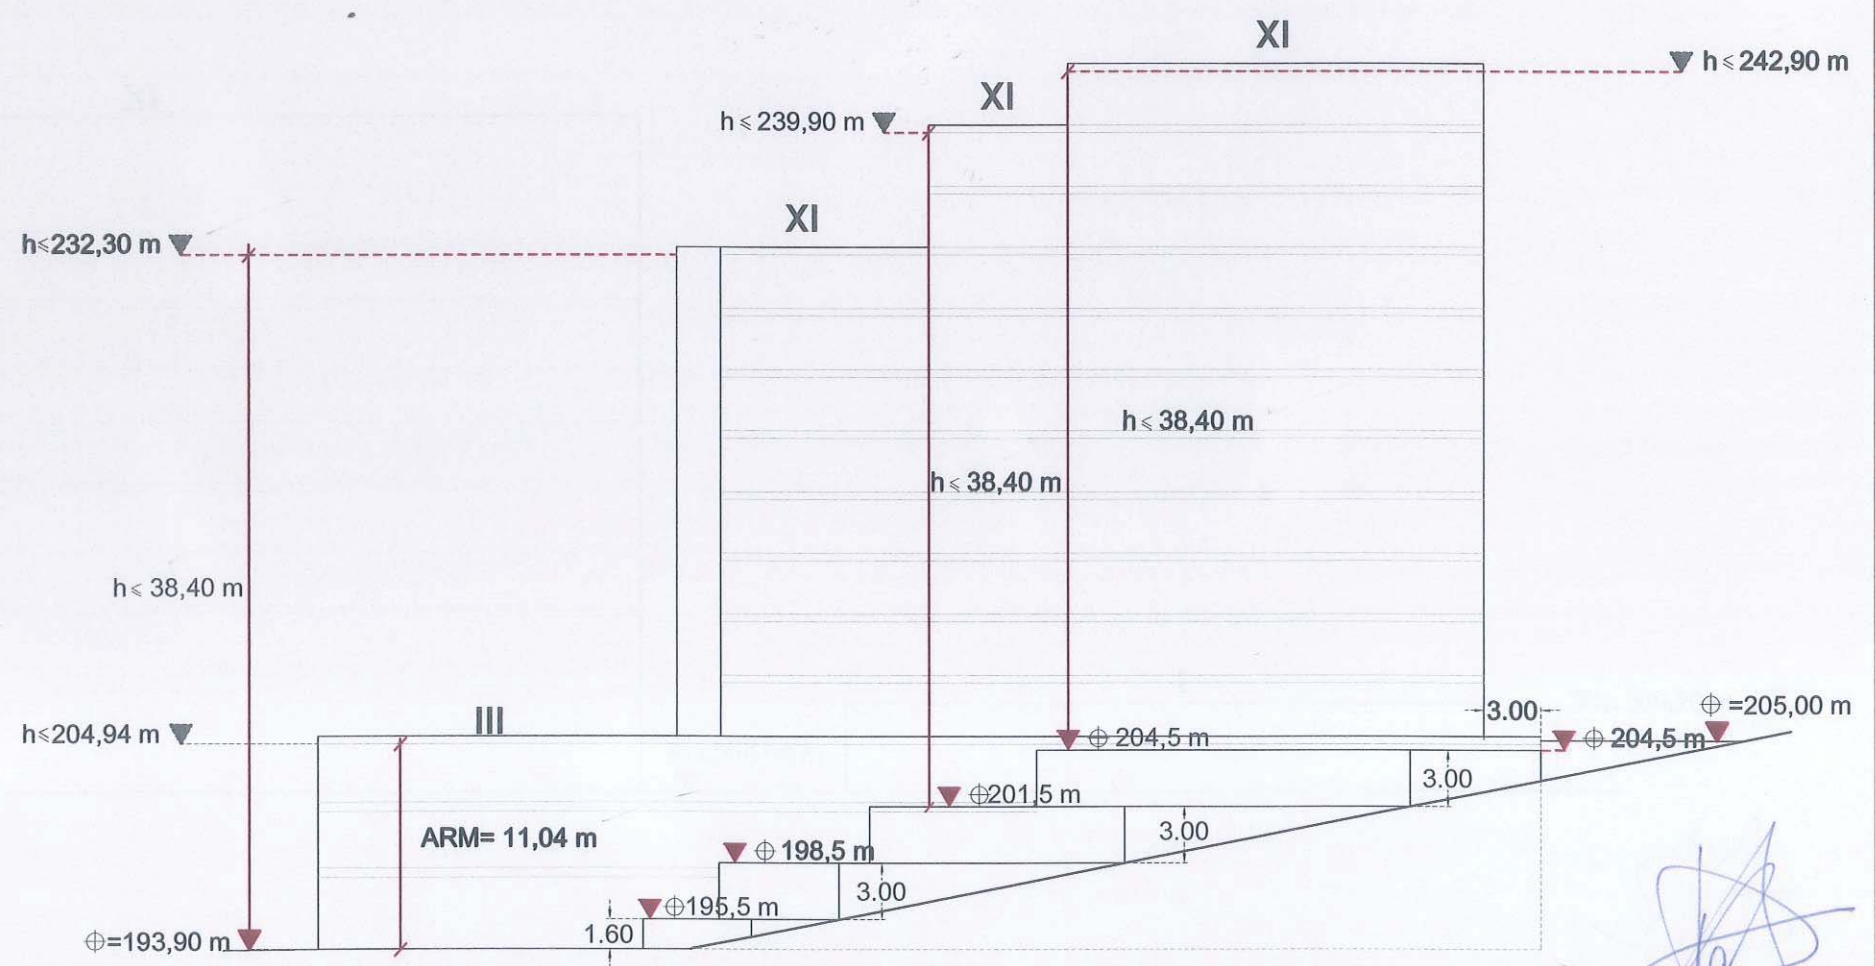 XI
h≤242,90 m
XI
h≤239,90 m
XI
h≤232,30 m
h≤38,40 m
h≤38,40 m
h≤38,40 m
3.00
⌖=205,00 m
III
h≤204,94 m
⌖ 204,5 m
⌖ 204,5 m
3.00
⌖201,5 m
ARM= 11,04 m
3.00
⌖ 198,5 m
3.00
⌖195,5 m
1.60
⌖=193,90 m